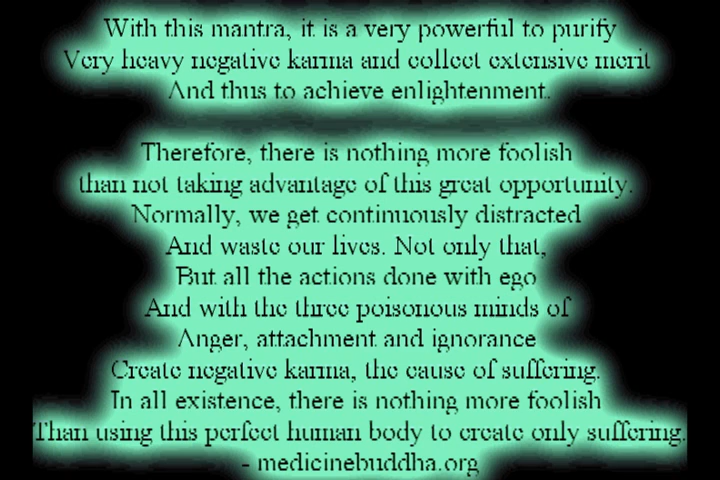 With this mantra, it is a very powerful to purify
Very heavy negative karma and collect extensive merit
And thus to achieve enlightenment.
Therefore, there is nothing more foolish
than not taking advantage of this great opportunity.
Normally, we get continuously distracted
And waste our lives. Not only that,
But all the actions done with ego
And with the three poisonous minds of
Anger, attachment and ignorance
Create negative karma, the cause of suffering.
In all existence, there is nothing more foolish
Than using this perfect human body to create only suffering.
- medicinebuddha.org